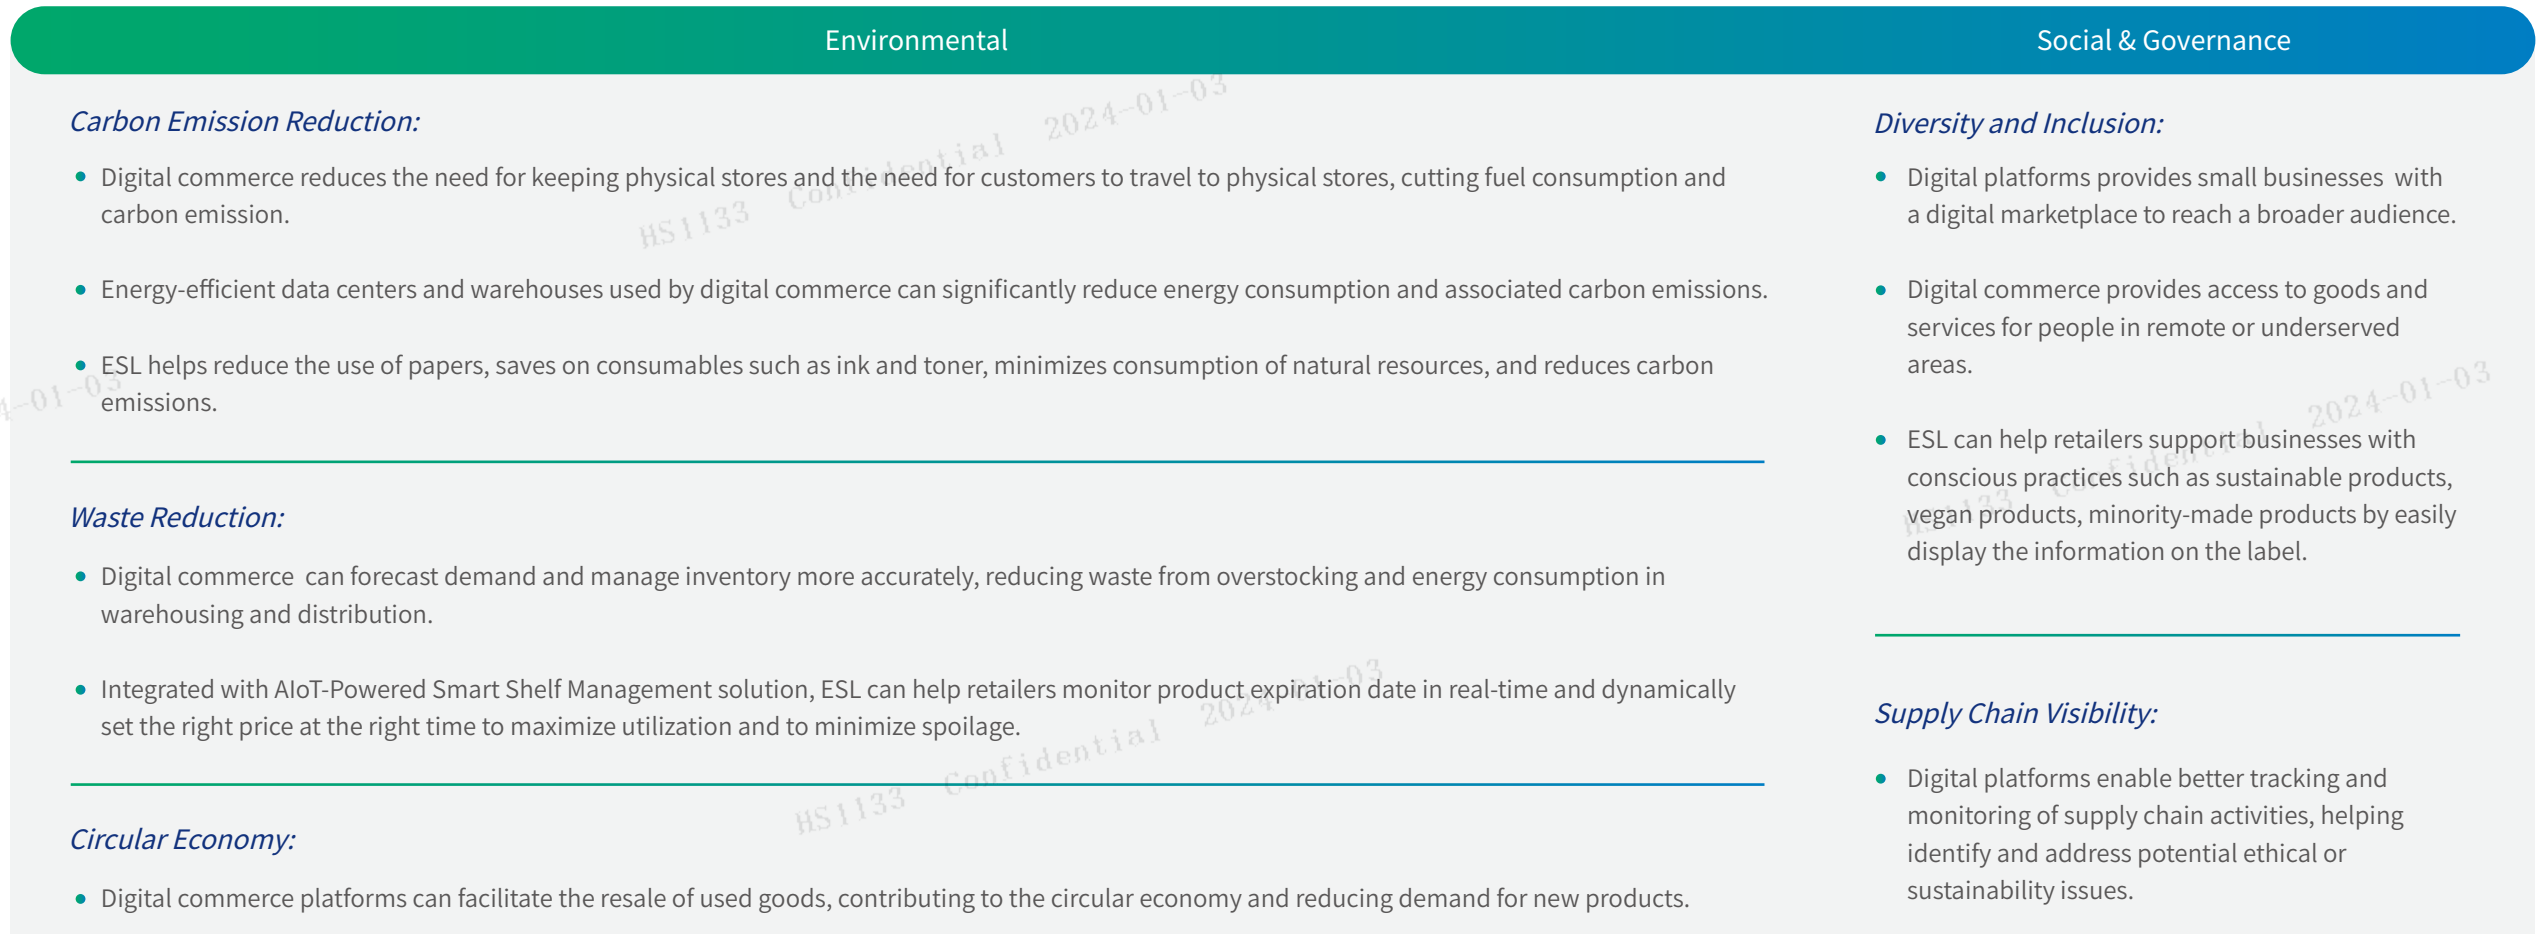 Environmental
Carbon Emission Reduction:
• Digital commerce reduces the need for keeping physical stores and the need for customers to travel to physical stores, cutting fuel consumption and
carbon emission.
• Energy-efficient data centers and warehouses used by digital commerce can significantly reduce energy consumption and associated carbon emissions.
• ESL helps reduce the use of papers, saves on consumables such as ink and toner, minimizes consumption of natural resources, and reduces carbon
emissions.
Waste Reduction:
• Digital commerce can forecast demand and manage inventory more accurately, reducing waste from overstocking and energy consumption in
warehousing and distribution.
• Integrated with AIoT-Powered Smart Shelf Management solution, ESL can help retailers monitor product expiration date in real-time and dynamically
set the right price at the right time to maximize utilization and to minimize spoilage.
Circular Economy:
• Digital commerce platforms can facilitate the resale of used goods, contributing to the circular economy and reducing demand for new products.
Social & Governance
Diversity and Inclusion:
• Digital platforms provides small businesses with
a digital marketplace to reach a broader audience.
• Digital commerce provides access to goods and
services for people in remote or underserved
areas.
• ESL can help retailers support businesses with
conscious practices such as sustainable products,
vegan products, minority-made products by easily
display the information on the label.
Supply Chain Visibility:
• Digital platforms enable better tracking and
monitoring of supply chain activities, helping
identify and address potential ethical or
sustainability issues.
HS1133 Confidential 2024-01-03
4-01-03
HS1133 Confidential 2024-01-03
HS1133 Confidential 2024-01-03